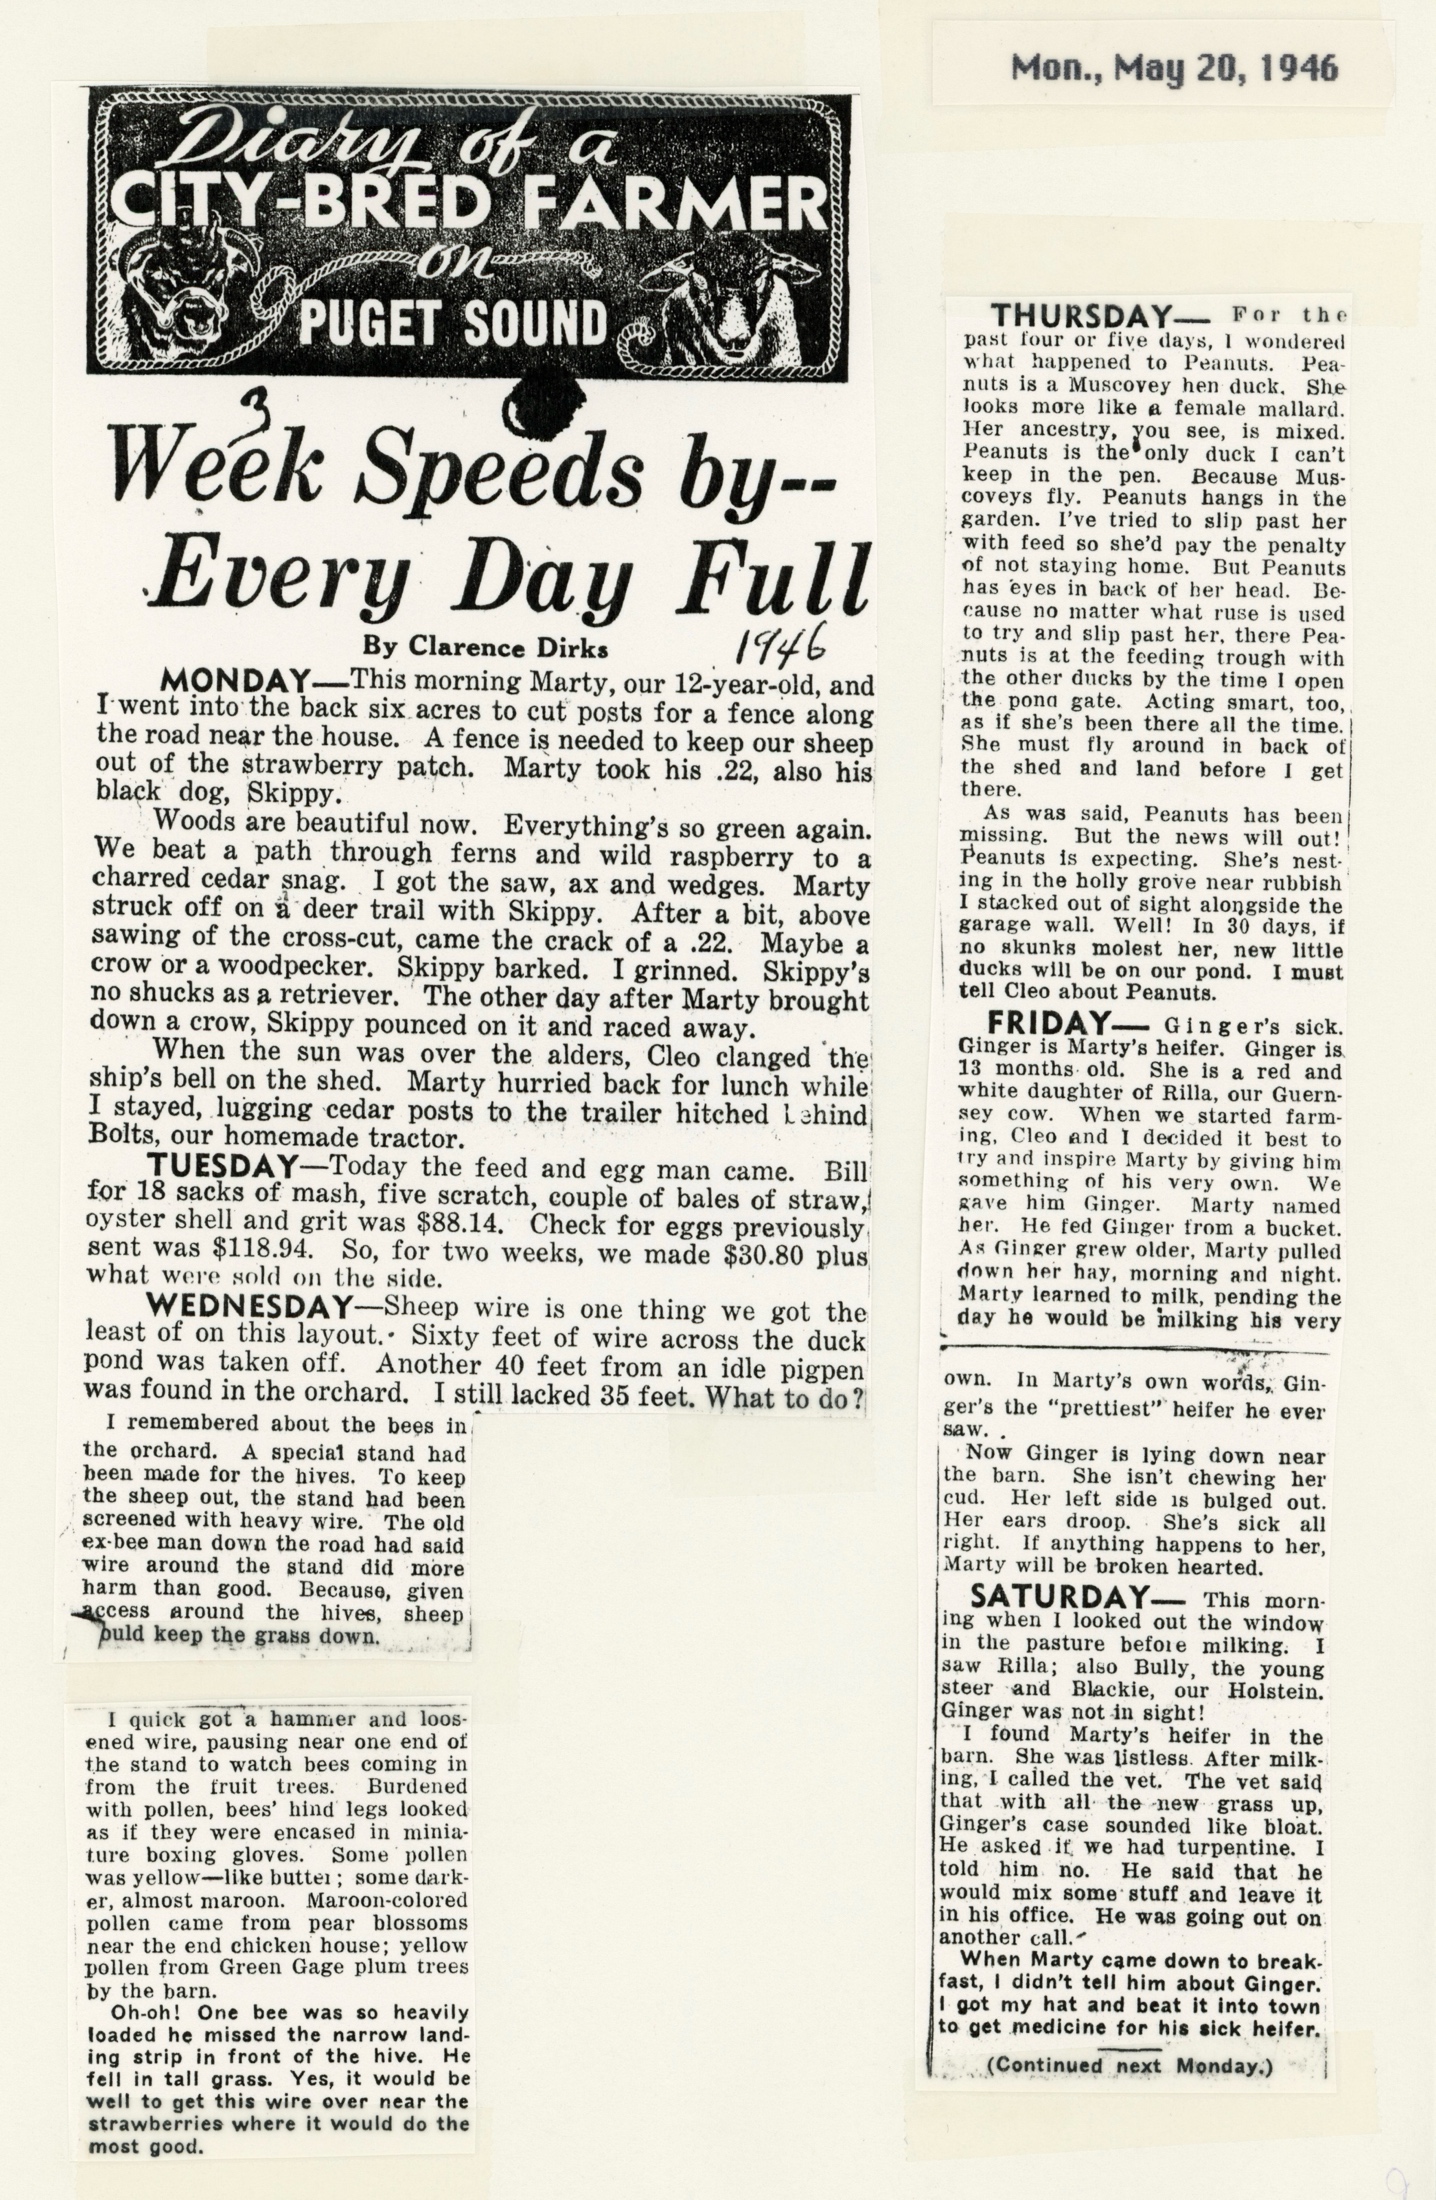 Mon., May 20, 1946
Diary of a
CITY-BRED FARMER
on
PUGET SOUND
3
Week Speeds by--
Every Day Full
By Clarence Dirks
1946
MONDAY—This morning Marty, our 12-year-old, and
I went into the back six acres to cut posts for a fence along
the road near the house. A fence is needed to keep our sheep
out of the strawberry patch. Marty took his .22, also his
black dog, Skippy.
Woods are beautiful now. Everything's so green again.
We beat a path through ferns and wild raspberry to a
charred cedar snag. I got the saw, ax and wedges. Marty
struck off on a deer trail with Skippy. After a bit, above
sawing of the cross-cut, came the crack of a .22. Maybe a
crow or a woodpecker. Skippy barked. I grinned. Skippy's
no shucks as a retriever. The other day after Marty brought
down a crow, Skippy pounced on it and raced away.
When the sun was over the alders, Cleo clanged the
ship's bell on the shed. Marty hurried back for lunch while
I stayed, lugging cedar posts to the trailer hitched behind
Bolts, our homemade tractor.
TUESDAY—Today the feed and egg man came. Bill
for 18 sacks of mash, five scratch, couple of bales of straw,
oyster shell and grit was $88.14. Check for eggs previously
sent was $118.94. So, for two weeks, we made $30.80 plus
what were sold on the side.
WEDNESDAY—Sheep wire is one thing we got the
least of on this layout. Sixty feet of wire across the duck
pond was taken off. Another 40 feet from an idle pigpen
was found in the orchard. I still lacked 35 feet. What to do?
I remembered about the bees in
the orchard. A special stand had
been made for the hives. To keep
the sheep out, the stand had been
screened with heavy wire. The old
ex-bee man down the road had said
wire around the stand did more
harm than good. Because, given
access around the hives, sheep
ould keep the grass down.
I quick got a hammer and loos-
ened wire, pausing near one end of
the stand to watch bees coming in
from the fruit trees. Burdened
with pollen, bees' hind legs looked
as if they were encased in minia-
ture boxing gloves. Some pollen
was yellow—like butter; some dark-
er, almost maroon. Maroon-colored
pollen came from pear blossoms
near the end chicken house; yellow
pollen from Green Gage plum trees
by the barn.
Oh-oh! One bee was so heavily
loaded he missed the narrow land-
ing strip in front of the hive. He
fell in tall grass. Yes, it would be
well to get this wire over near the
strawberries where it would do the
most good.
THURSDAY— For the
past four or five days, I wondered
what happened to Peanuts. Pea-
nuts is a Muscovey hen duck. She
looks more like a female mallard.
Her ancestry, you see, is mixed.
Peanuts is the only duck I can't
keep in the pen. Because Mus-
coveys fly. Peanuts hangs in the
garden. I've tried to slip past her
with feed so she'd pay the penalty
of not staying home. But Peanuts
has eyes in back of her head. Be-
cause no matter what ruse is used
to try and slip past her, there Pea-
nuts is at the feeding trough with
the other ducks by the time I open
the pond gate. Acting smart, too,
as if she's been there all the time.
She must fly around in back of
the shed and land before I get
there.
As was said, Peanuts has been
missing. But the news will out!
Peanuts is expecting. She's nest-
ing in the holly grove near rubbish
I stacked out of sight alongside the
garage wall. Well! In 30 days, if
no skunks molest her, new little
ducks will be on our pond. I must
tell Cleo about Peanuts.
FRIDAY— Ginger's sick.
Ginger is Marty's heifer. Ginger is
13 months old. She is a red and
white daughter of Rilla, our Guern-
sey cow. When we started farm-
ing, Cleo and I decided it best to
try and inspire Marty by giving him
something of his very own. We
gave him Ginger. Marty named
her. He fed Ginger from a bucket.
As Ginger grew older, Marty pulled
down her hay, morning and night.
Marty learned to milk, pending the
day he would be milking his very
own. In Marty's own words, Gin-
ger's the "prettiest" heifer he ever
saw.
Now Ginger is lying down near
the barn. She isn't chewing her
cud. Her left side is bulged out.
Her ears droop. She's sick all
right. If anything happens to her,
Marty will be broken hearted.
SATURDAY— This morn-
ing when I looked out the window
in the pasture before milking. I
saw Rilla; also Bully, the young
steer and Blackie, our Holstein.
Ginger was not in sight!
I found Marty's heifer in the
barn. She was listless. After milk-
ing, I called the vet. The vet said
that with all the new grass up,
Ginger's case sounded like bloat.
He asked if we had turpentine. I
told him no. He said that he
would mix some stuff and leave it
in his office. He was going out on
another call.
When Marty came down to break-
fast, I didn't tell him about Ginger.
I got my hat and beat it into town
to get medicine for his sick heifer.
(Continued next Monday.)